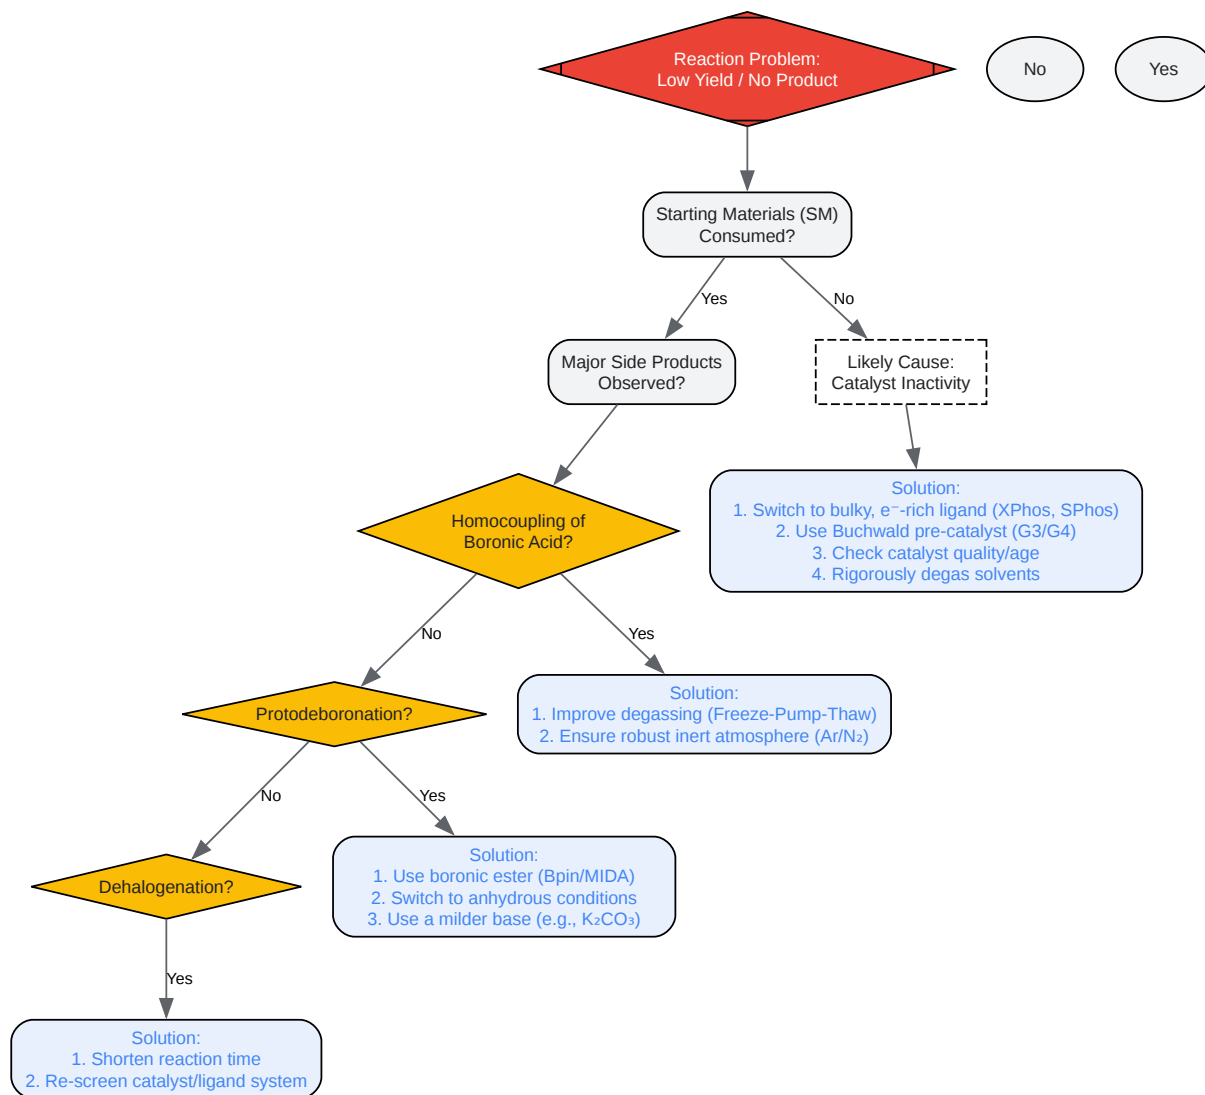 Reaction Problem:
Low Yield / No Product
No
Yes
Starting Materials (SM)
Consumed?
Yes
No
Major Side Products
Observed?
Likely Cause:
Catalyst Inactivity
Homocoupling of
Boronic Acid?
Solution:
1. Switch to bulky, e⁻-rich ligand (XPhos, SPhos)
2. Use Buchwald pre-catalyst (G3/G4)
3. Check catalyst quality/age
4. Rigorously degas solvents
No
Yes
Protodeboronation?
Solution:
1. Improve degassing (Freeze-Pump-Thaw)
2. Ensure robust inert atmosphere (Ar/N₂)
No
Yes
Dehalogenation?
Solution:
1. Use boronic ester (Bpin/MIDA)
2. Switch to anhydrous conditions
3. Use a milder base (e.g., K₂CO₃)
Yes
Solution:
1. Shorten reaction time
2. Re-screen catalyst/ligand system